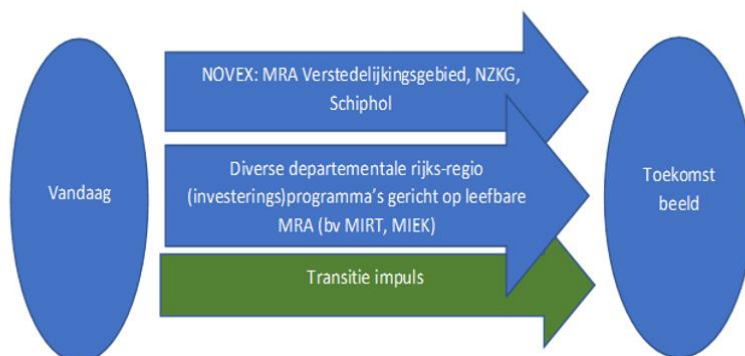 Vandaag
NOVEX: MRA Verstedelijkingsgebied, NZKG,
Schiphol
Diverse departementale rijks-regio
(investerings)programma's gericht op leefbare
MRA (bv MIRT, MIEK)
Transitie impuls
Toekomst
beeld